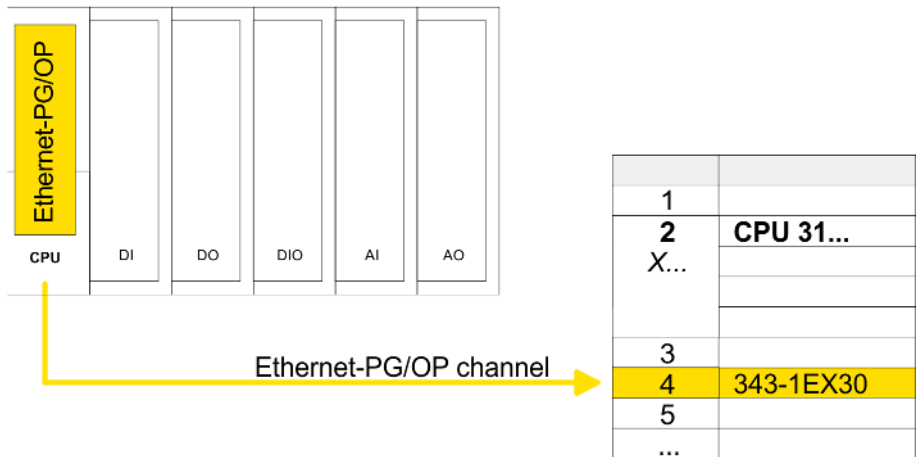 Ethernet-PG/OP
CPU
DI
DO
DIO
AI
AO
Ethernet-PG/OP channel
1
2 CPU 31...
X...
3
4 343-1EX30
5
...